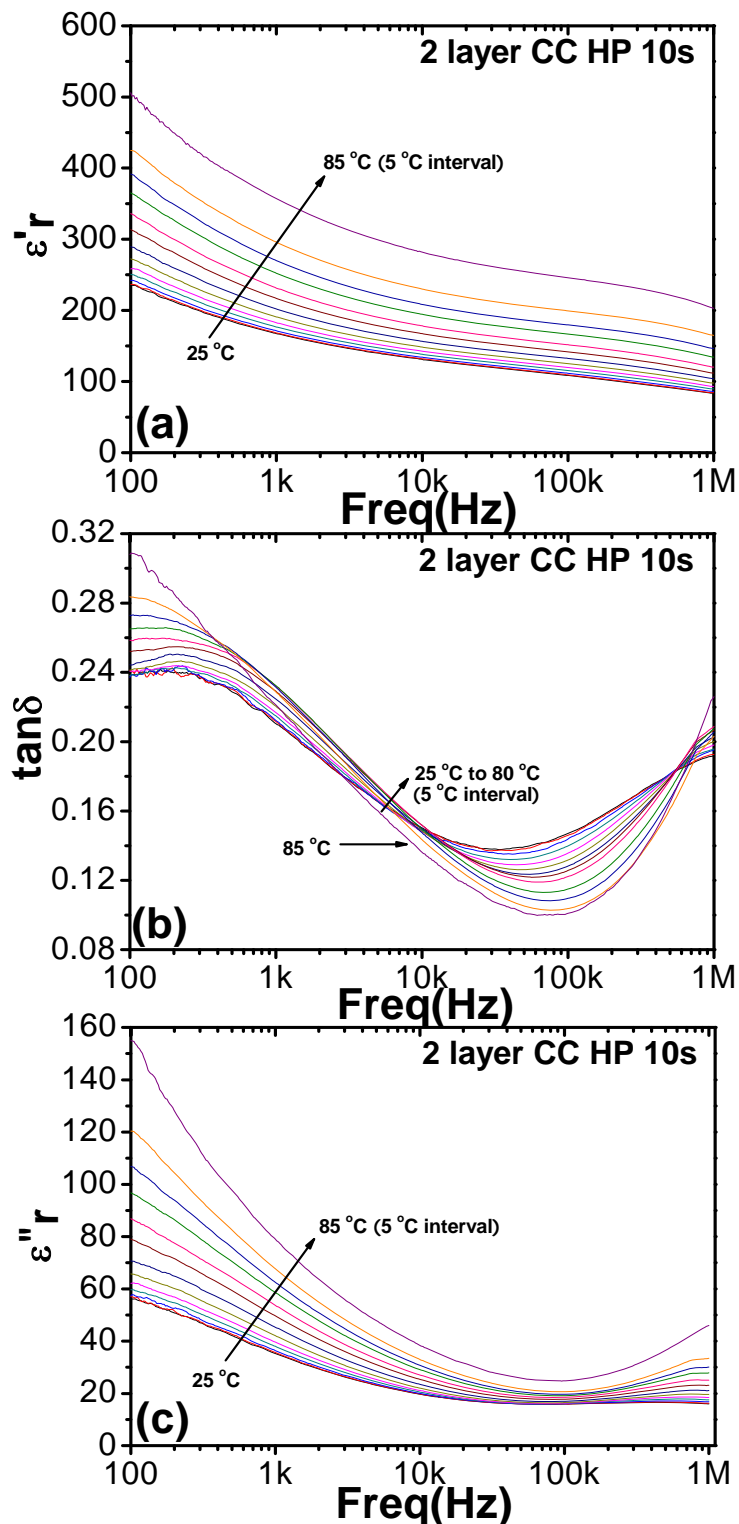 600
2 layer CC HP 10s
500
400
85 °C (5 °C interval)
ε'r
300
200
25 °C
100
(a)
0
100 1k 10k 100k 1M
Freq(Hz)
0.32
2 layer CC HP 10s
0.28
0.24
tanδ
0.20
25 °C to 80 °C
(5 °C interval)
0.16
85 °C
0.12
(b)
0.08
100 1k 10k 100k 1M
Freq(Hz)
160
2 layer CC HP 10s
140
120
100
ε"r
85 °C (5 °C interval)
80
60
40
25 °C
20
(c)
0
100 1k 10k 100k 1M
Freq(Hz)